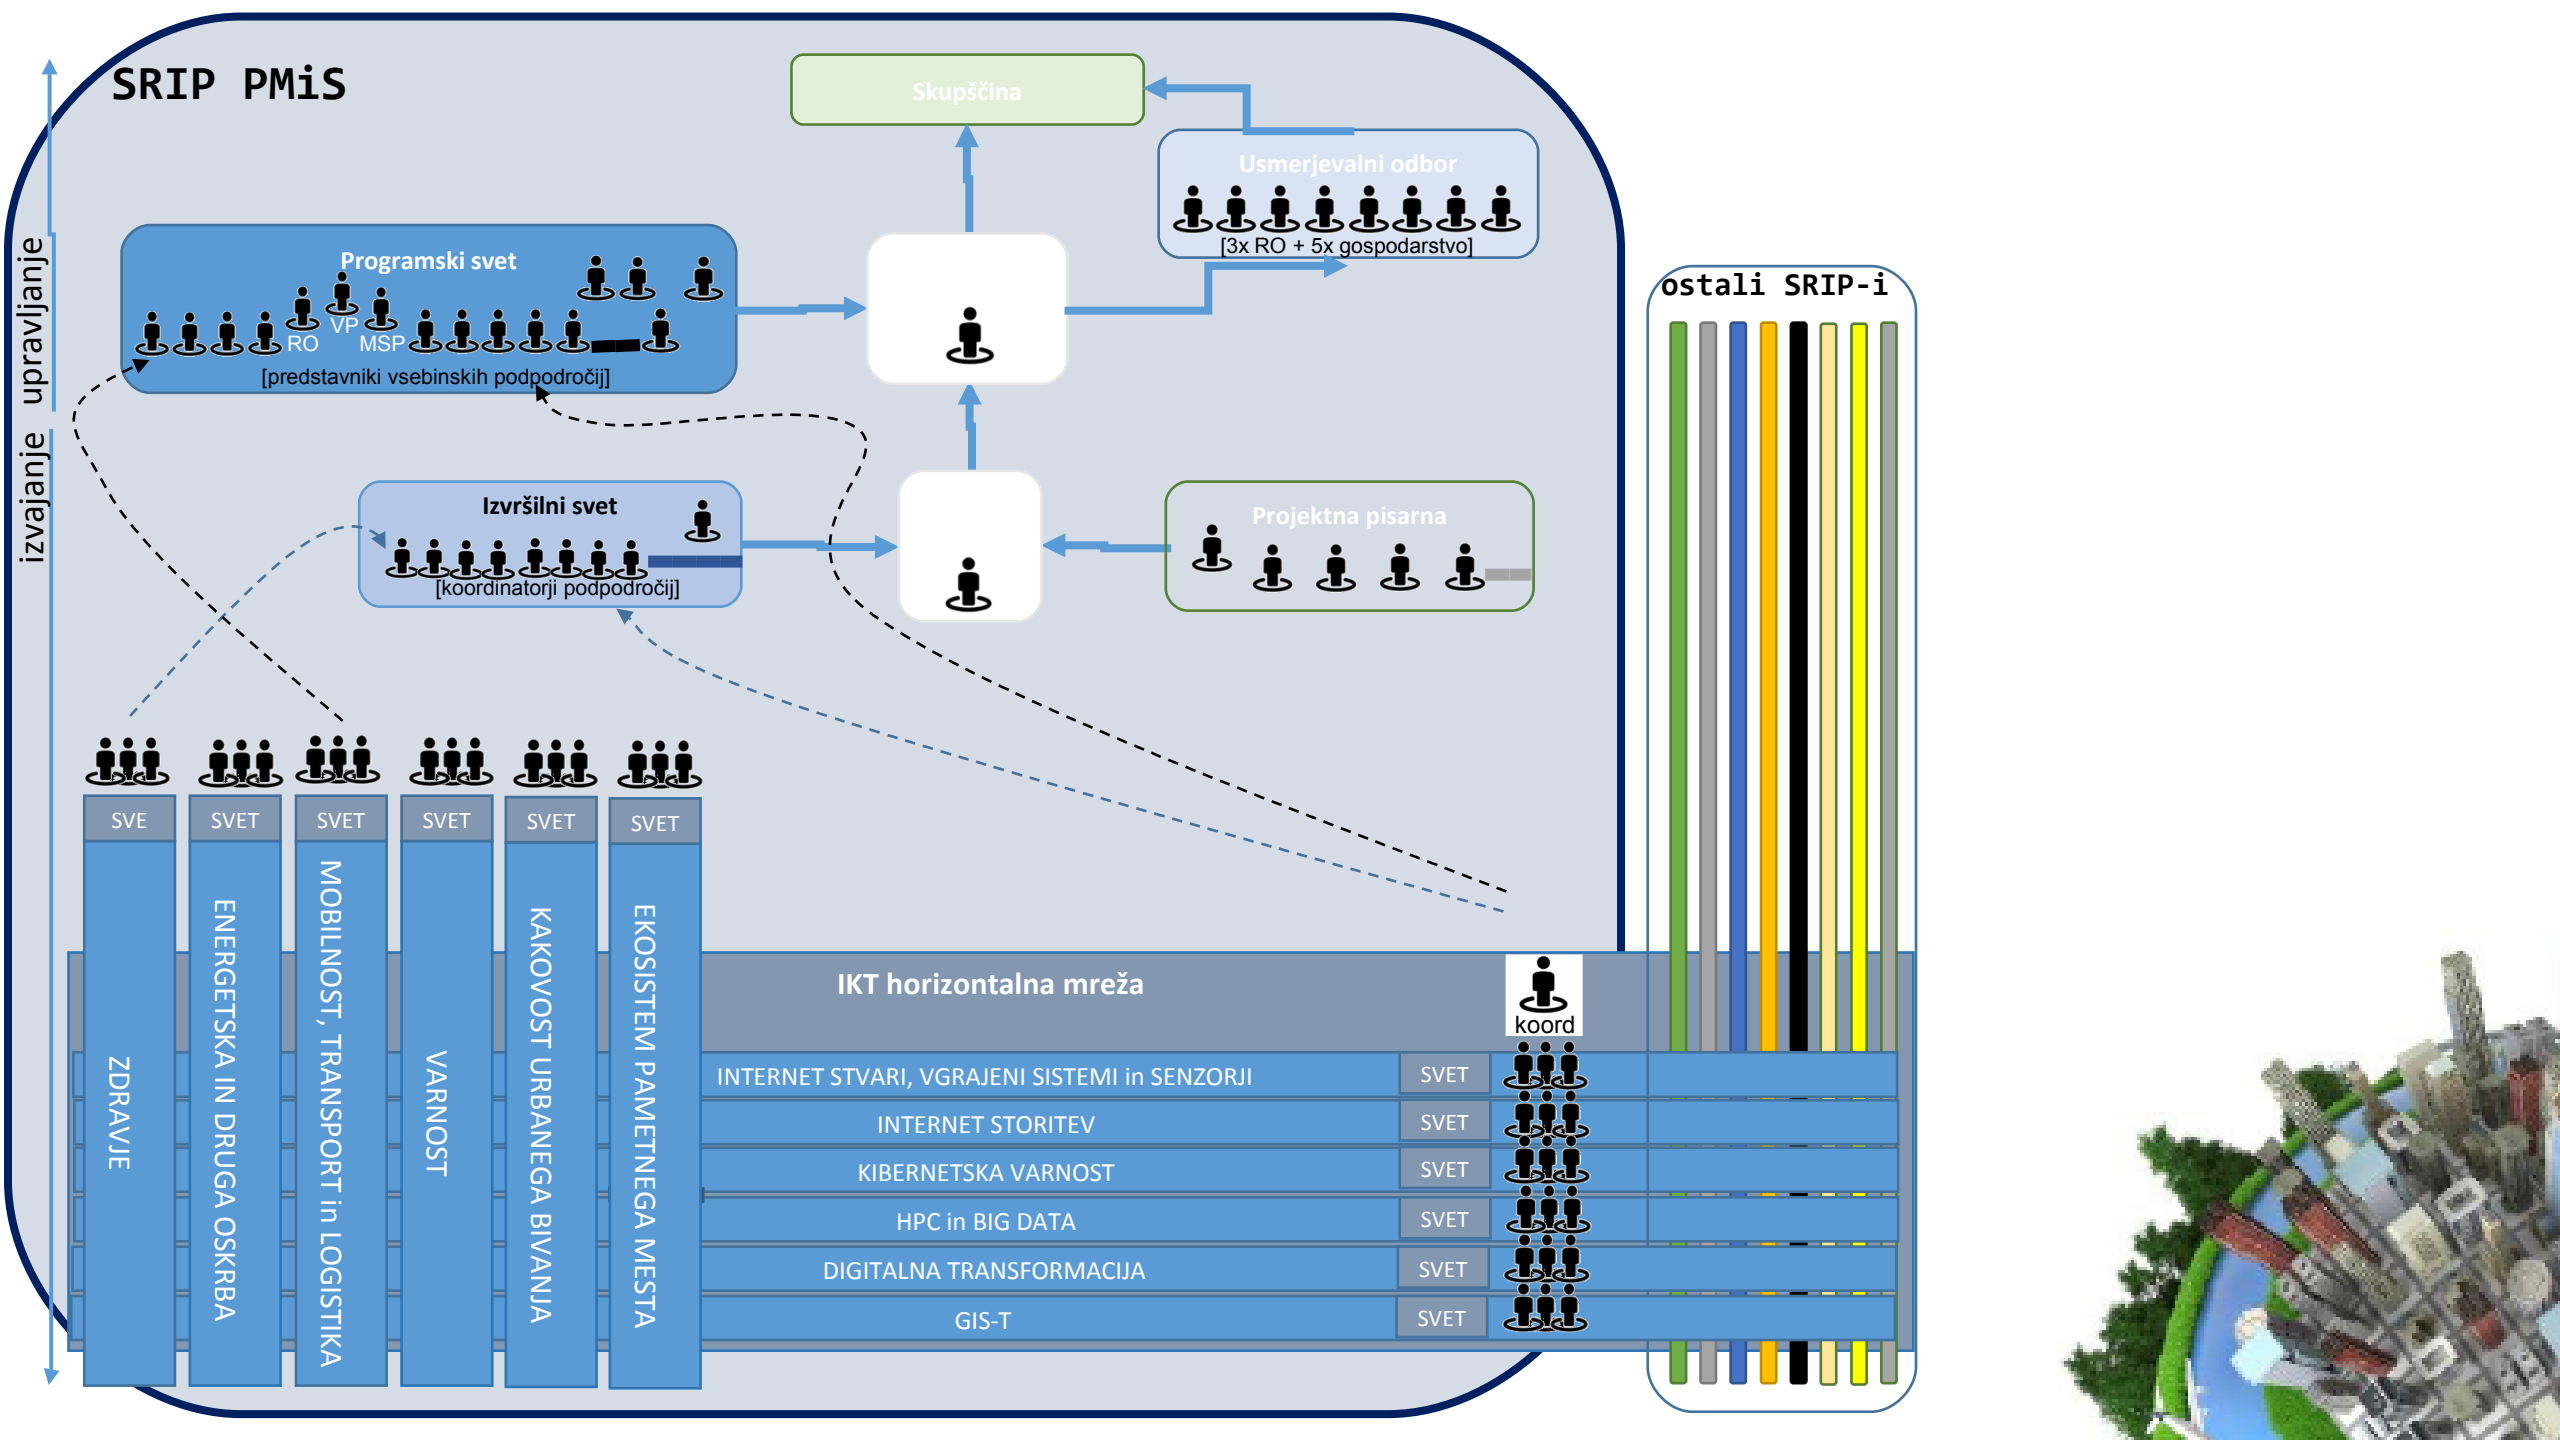 SRIP PMiS
Skupščina
Usmerjevalni odbor
[3x RO + 5x gospodarstvo]
Programski svet
RO
VP
MSP
[predstavniki vsebinskih podpodročij]
upravljanje
izvajanje
ostali SRIP-i
Izvršilni svet
[koordinatorji podpodročij]
Projektna pisarna
SVE
SVET
SVET
SVET
SVET
SVET
ZDRAVJE
ENERGETSKA IN DRUGA OSKRBA
MOBILNOST, TRANSPORT in LOGISTIKA
VARNOST
KAKOVOST URBANEGA BIVANJA
EKOSISTEM PAMETNEGA MESTA
IKT horizontalna mreža
koord
INTERNET STVARI, VGRAJENI SISTEMI in SENZORJI
SVET
INTERNET STORITEV
SVET
KIBERNETSKA VARNOST
SVET
HPC in BIG DATA
SVET
DIGITALNA TRANSFORMACIJA
SVET
GIS-T
SVET